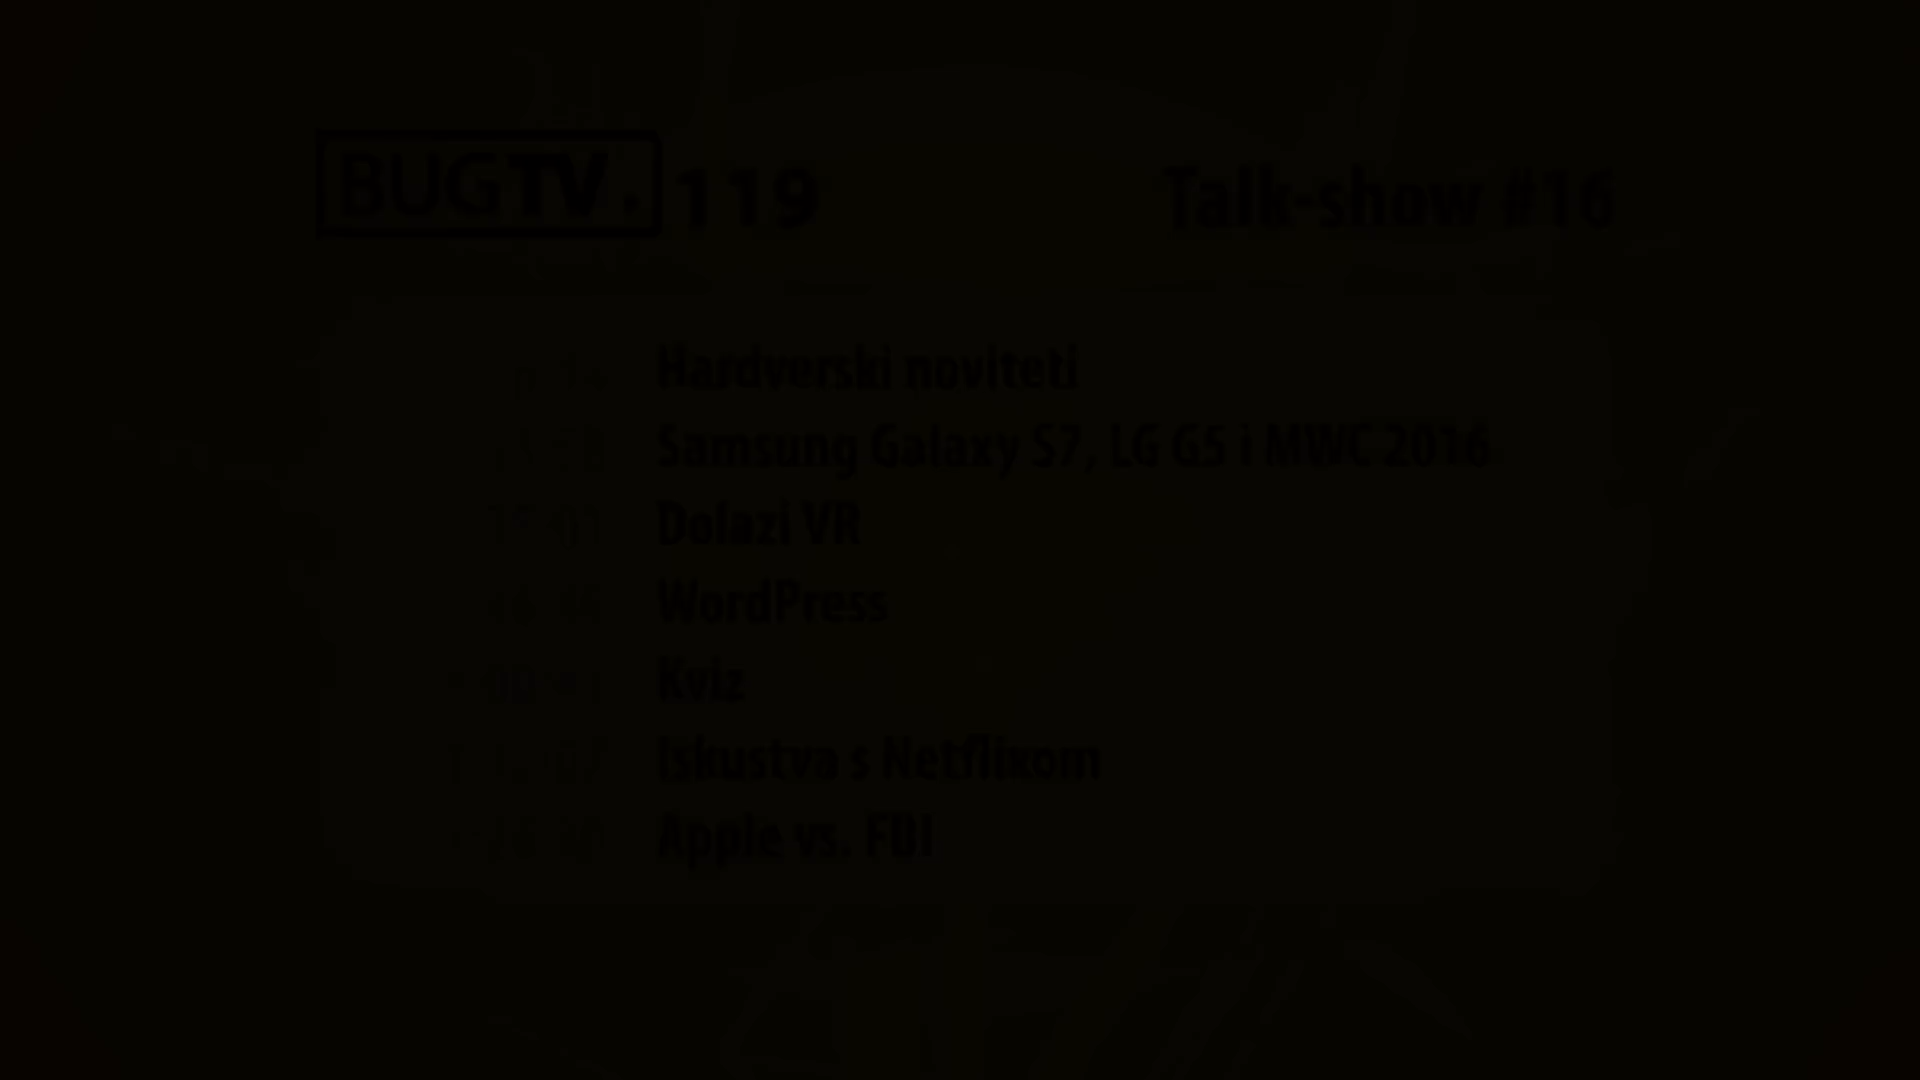 BUGTV. 119
Talk-show #16
Hardverski noviteti
Samsung Galaxy S7, LG G5 i MWC 2016
Dolazi VR
WordPress
Kviz
Iskustva s Netflixom
Apple vs. FBI